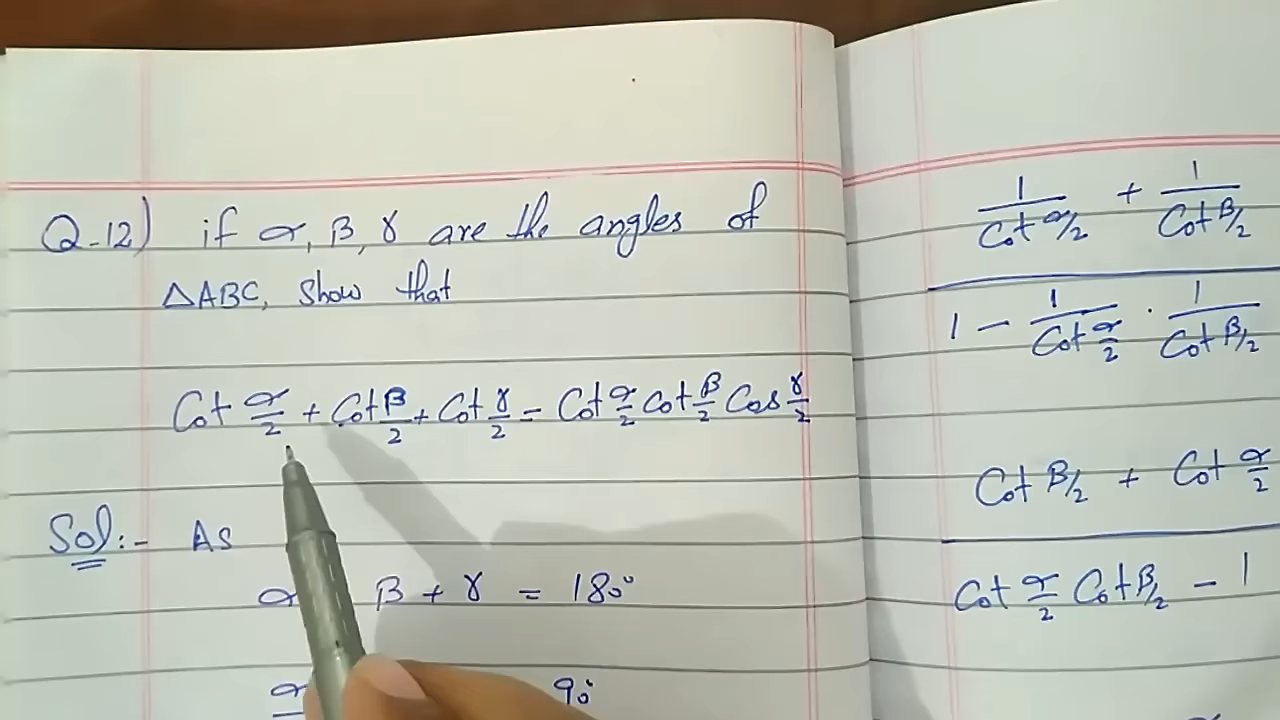 Q-12) if α, β, γ are the angles of
△ABC, Show that
Cot α/2 + Cot β/2 + Cot γ/2 = Cot α/2 Cot β/2 Cos γ/2
Sol:- As
α β + γ = 180°
α 90°
1/Cot α/2 + 1/Cot β/2
1 - 1/Cot α/2 · 1/Cot β/2
Cot β/2 + Cot α/2
Cot α/2 Cot β/2 - 1